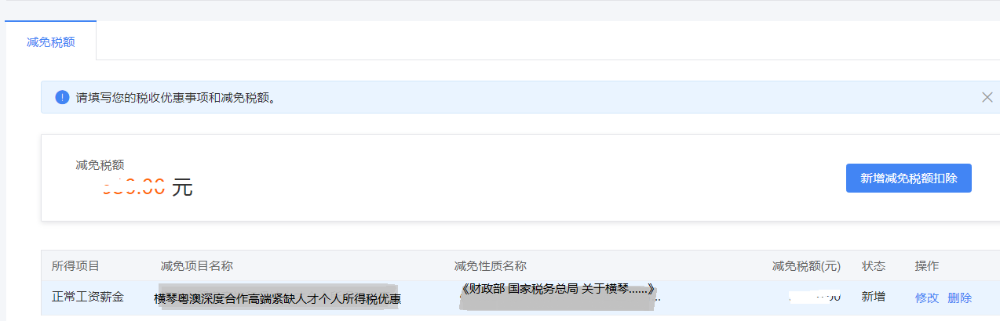 减免税额
请填写您的税收优惠事项和减免税额。
减免税额
元
新增减免税额扣除
所得项目 减免项目名称 减免性质名称 减免税额(元) 状态 操作
正常工资薪金 横琴粤澳深度合作高端紧缺人才个人所得税优惠 《财政部 国家税务总局 关于横琴......》 新增 修改 删除